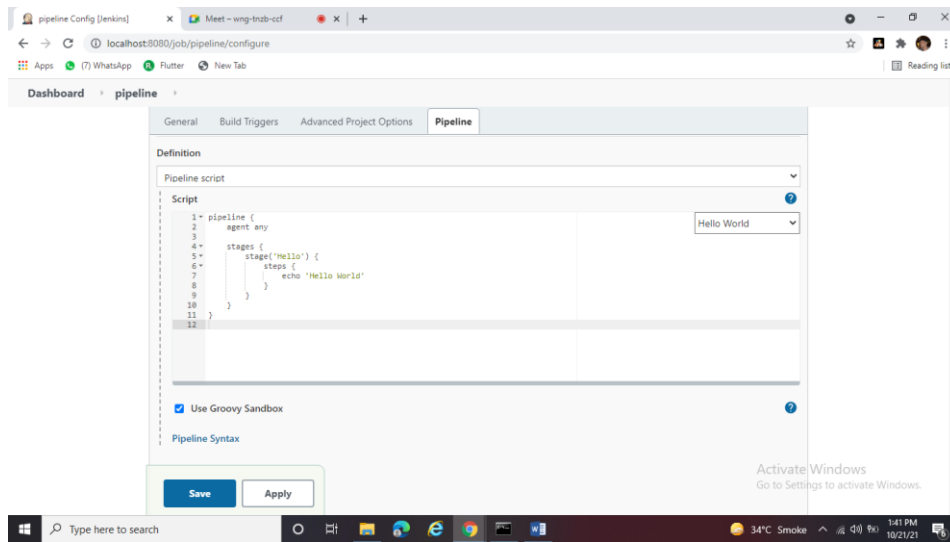 pipeline Config [Jenkins]
Meet – wng-tnzb-ccf
localhost:8080/job/pipeline/configure
Apps
(7) WhatsApp
Flutter
New Tab
Reading list
Dashboard
pipeline
General
Build Triggers
Advanced Project Options
Pipeline
Definition
Pipeline script
Script
Hello World
1 pipeline {
2 agent any
3
4 stages {
5 stage('Hello') {
6 steps {
7 echo 'Hello World'
8 }
9 }
10 }
11 }
12
Use Groovy Sandbox
Pipeline Syntax
Save
Apply
Activate Windows
Go to Settings to activate Windows.
Type here to search
34°C Smoke
1:41 PM
10/21/21